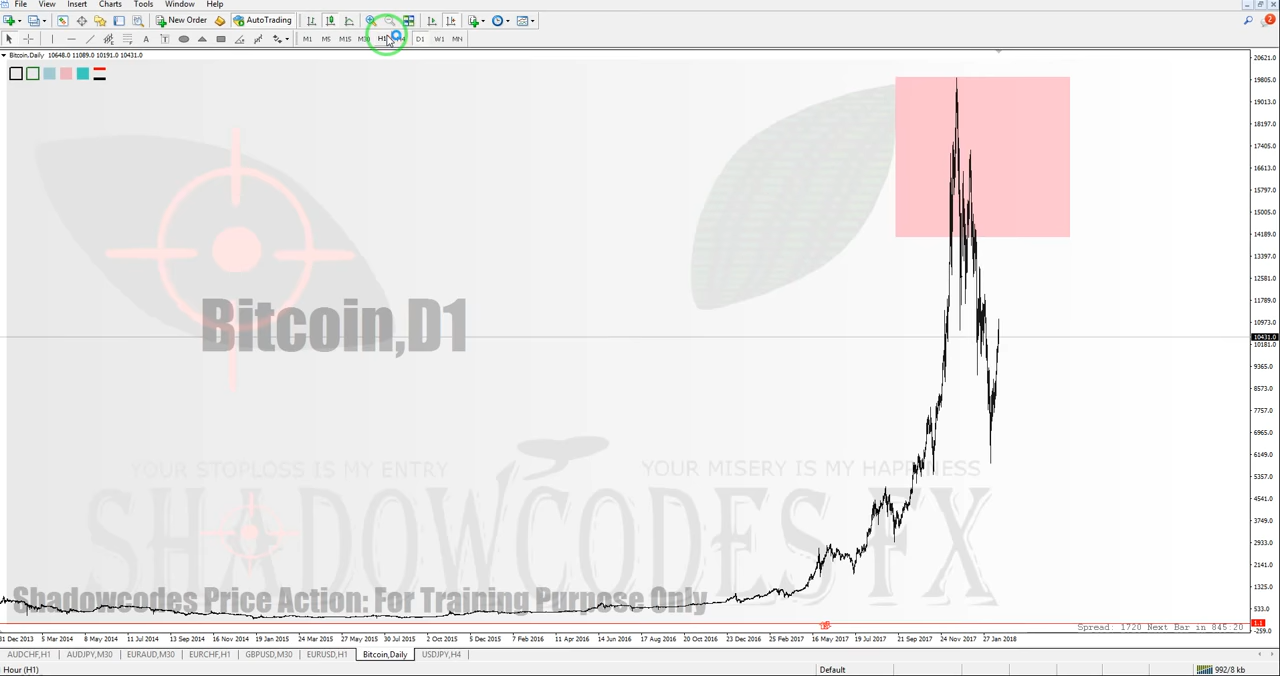 File View Insert Charts Tools Window Help
New Order AutoTrading
2
A T M1 M5 M15 M30 H1 H4 D1 W1 MN
Bitcoin,Daily 10648.0 11089.0 10191.0 10431.0
20621.0
19805.0
19013.0
18197.0
17405.0
16613.0
15797.0
15005.0
14189.0
13397.0
12581.0
11789.0
10973.0
10431.0
10181.0
9365.0
8573.0
7757.0
6965.0
6149.0
5357.0
4541.0
3749.0
2933.0
2141.0
1325.0
533.0
1.1
-259.0
Bitcoin,D1
YOUR STOPLOSS IS MY ENTRY YOUR MISERY IS MY HAPPINESS
SHADOWCODES FX
Shadowcodes Price Action: For Training Purpose Only
Spread: 1720 Next Bar in 845:20
31 Dec 2013 5 Mar 2014 8 May 2014 11 Jul 2014 13 Sep 2014 16 Nov 2014 19 Jan 2015 24 Mar 2015 27 May 2015 30 Jul 2015 2 Oct 2015 5 Dec 2015 7 Feb 2016 11 Apr 2016 14 Jun 2016 17 Aug 2016 20 Oct 2016 23 Dec 2016 25 Feb 2017 16 May 2017 19 Jul 2017 21 Sep 2017 24 Nov 2017 27 Jan 2018
AUDCHF,H1 AUDJPY,M30 EURAUD,M30 EURCHF,H1 GBPUSD,M30 EURUSD,H1 Bitcoin,Daily USDJPY,H4
Hour (H1) Default 992/8 kb